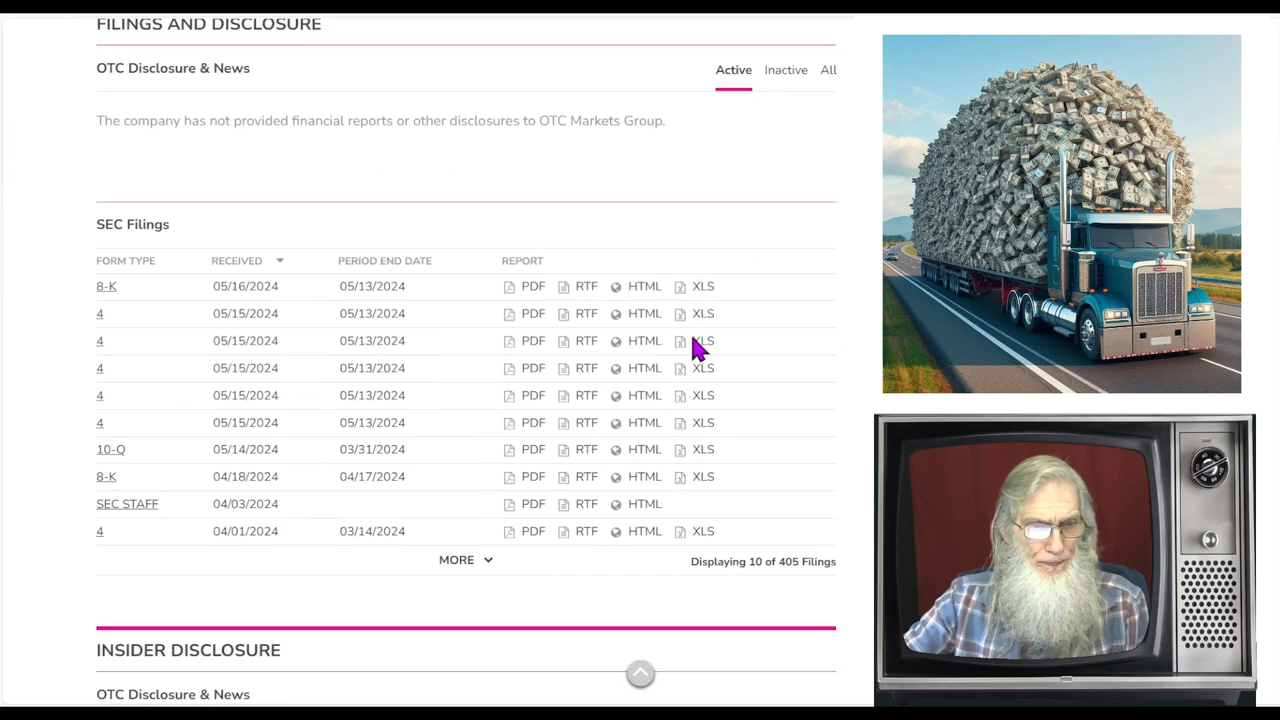 FILINGS AND DISCLOSURE
OTC Disclosure & News
Active Inactive All
The company has not provided financial reports or other disclosures to OTC Markets Group.
SEC Filings
FORM TYPE RECEIVED PERIOD END DATE REPORT
8-K 05/16/2024 05/13/2024 PDF RTF HTML XLS
4 05/15/2024 05/13/2024 PDF RTF HTML XLS
4 05/15/2024 05/13/2024 PDF RTF HTML XLS
4 05/15/2024 05/13/2024 PDF RTF HTML XLS
4 05/15/2024 05/13/2024 PDF RTF HTML XLS
4 05/15/2024 05/13/2024 PDF RTF HTML XLS
10-Q 05/14/2024 03/31/2024 PDF RTF HTML XLS
8-K 04/18/2024 04/17/2024 PDF RTF HTML XLS
SEC STAFF 04/03/2024 PDF RTF HTML
4 04/01/2024 03/14/2024 PDF RTF HTML XLS
MORE
Displaying 10 of 405 Filings
INSIDER DISCLOSURE
OTC Disclosure & News